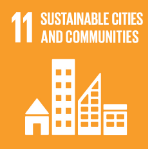 11 SUSTAINABLE CITIES
AND COMMUNITIES